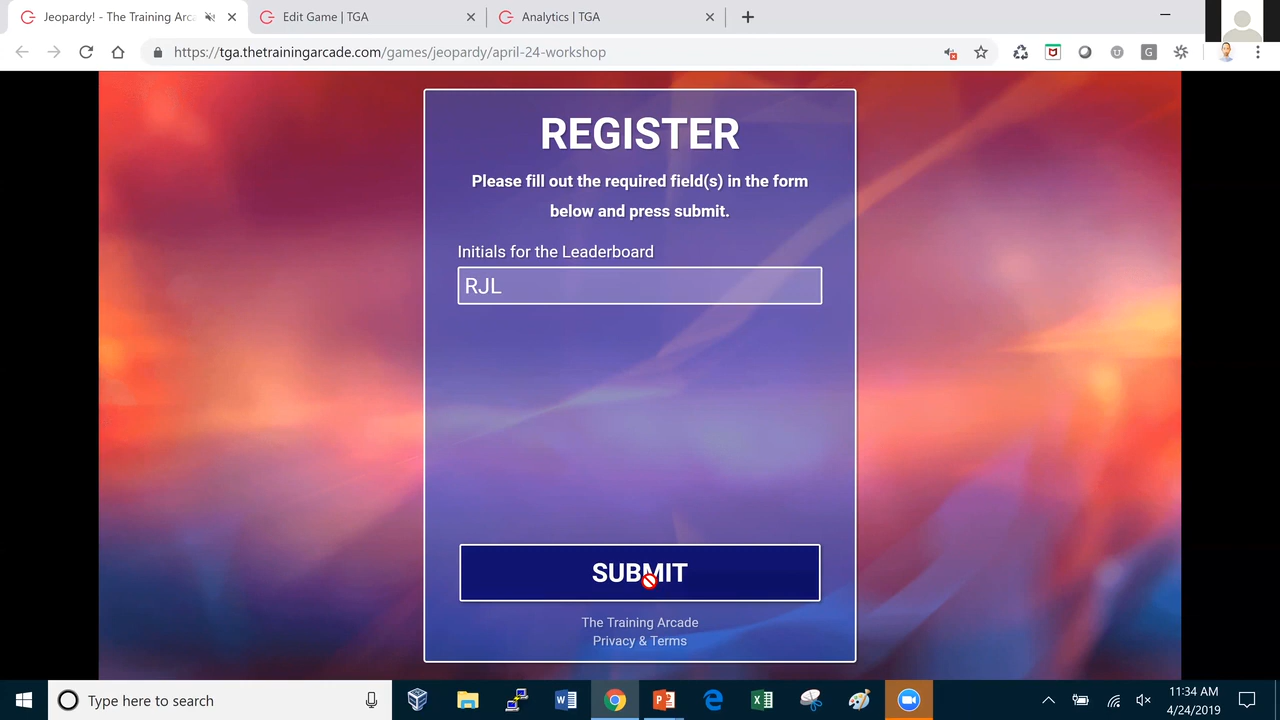 Jeopardy! - The Training Arc
Edit Game | TGA
Analytics | TGA
https://tga.thetrainingarcade.com/games/jeopardy/april-24-workshop
REGISTER
Please fill out the required field(s) in the form
below and press submit.
Initials for the Leaderboard
RJL
SUBMIT
The Training Arcade
Privacy & Terms
Type here to search
11:34 AM
4/24/2019